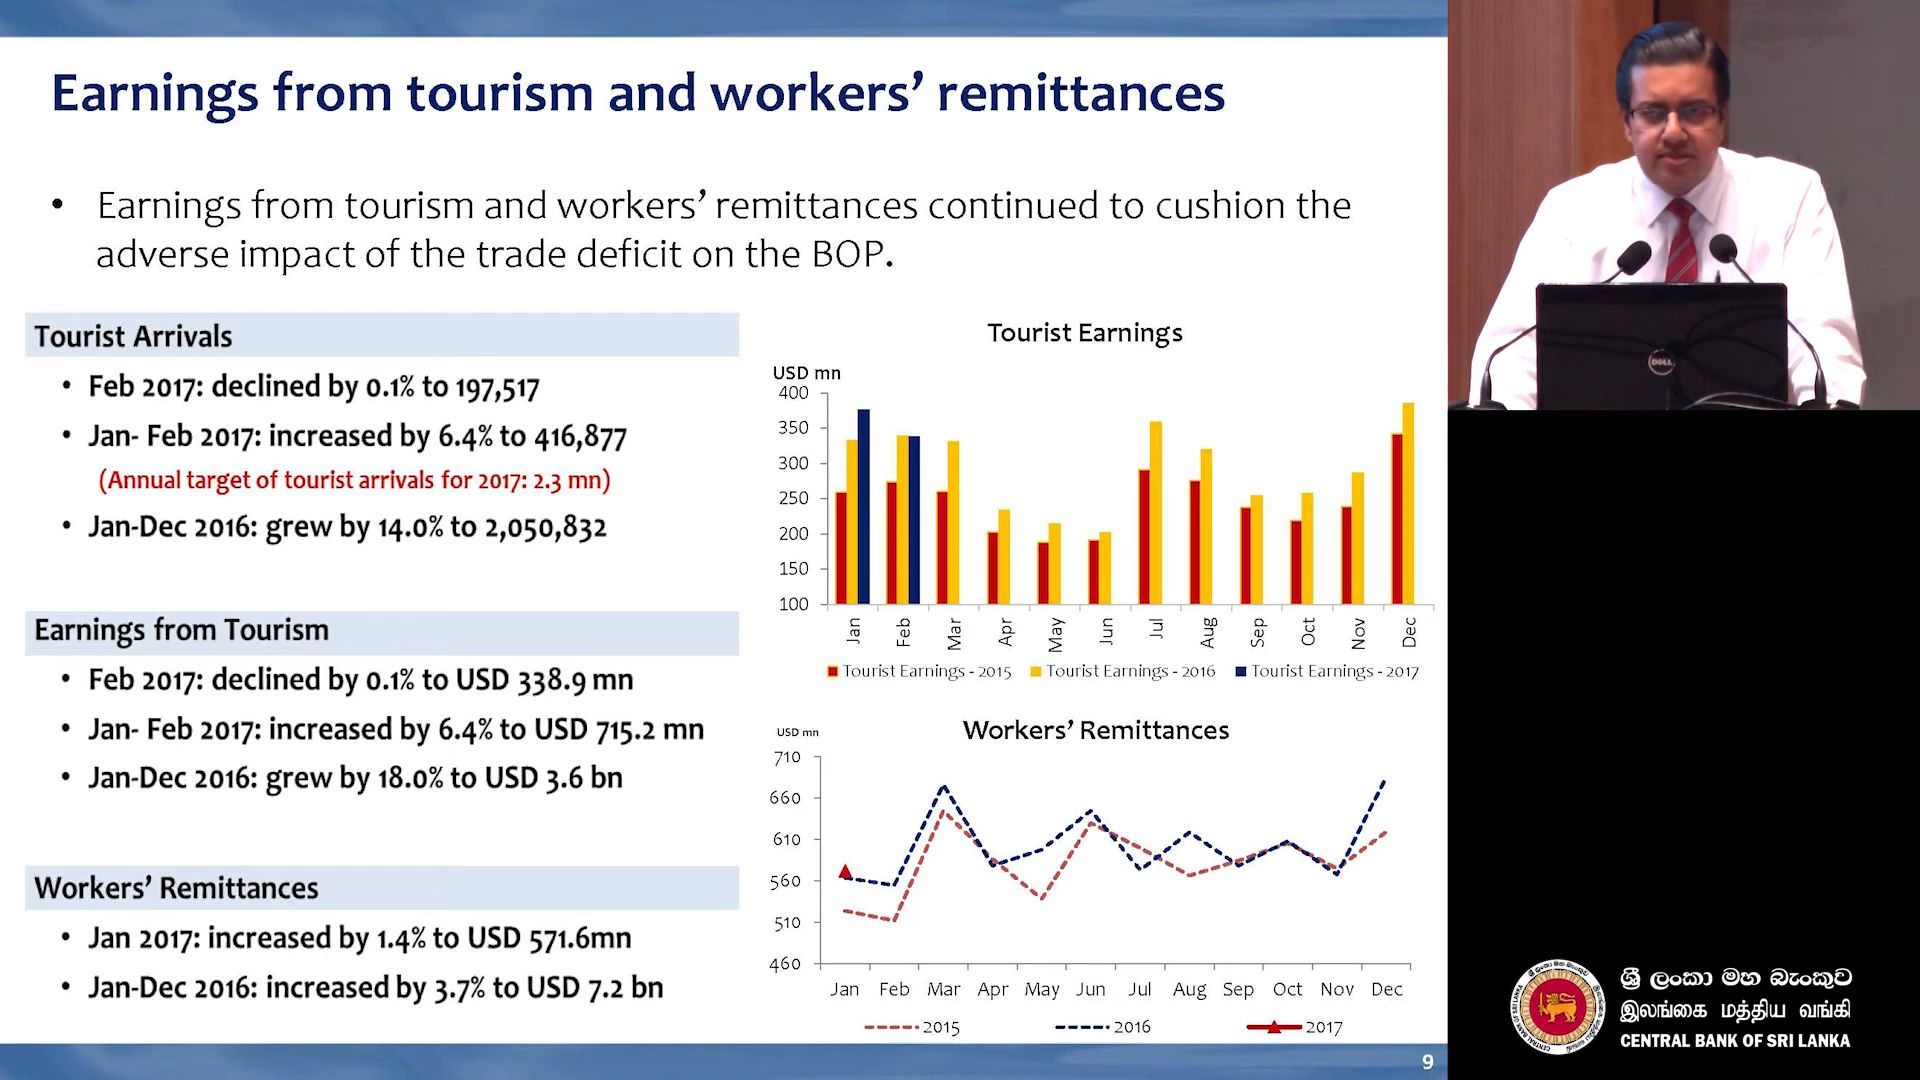 Earnings from tourism and workers' remittances
• Earnings from tourism and workers' remittances continued to cushion the
adverse impact of the trade deficit on the BOP.
Tourist Arrivals
• Feb 2017: declined by 0.1% to 197,517
• Jan- Feb 2017: increased by 6.4% to 416,877
(Annual target of tourist arrivals for 2017: 2.3 mn)
• Jan-Dec 2016: grew by 14.0% to 2,050,832
Earnings from Tourism
• Feb 2017: declined by 0.1% to USD 338.9 mn
• Jan- Feb 2017: increased by 6.4% to USD 715.2 mn
• Jan-Dec 2016: grew by 18.0% to USD 3.6 bn
Workers' Remittances
• Jan 2017: increased by 1.4% to USD 571.6mn
• Jan-Dec 2016: increased by 3.7% to USD 7.2 bn
Tourist Earnings
USD mn
400
350
300
250
200
150
100
Jan Feb Mar Apr May Jun Jul Aug Sep Oct Nov Dec
Tourist Earnings - 2015 Tourist Earnings - 2016 Tourist Earnings - 2017
Workers' Remittances
USD mn
710
660
610
560
510
460
Jan Feb Mar Apr May Jun Jul Aug Sep Oct Nov Dec
2015 2016 2017
9
DELL
ශ්‍රී ලංකා මහ බැංකුව
இலங்கை மத்திய வங்கி
CENTRAL BANK OF SRI LANKA